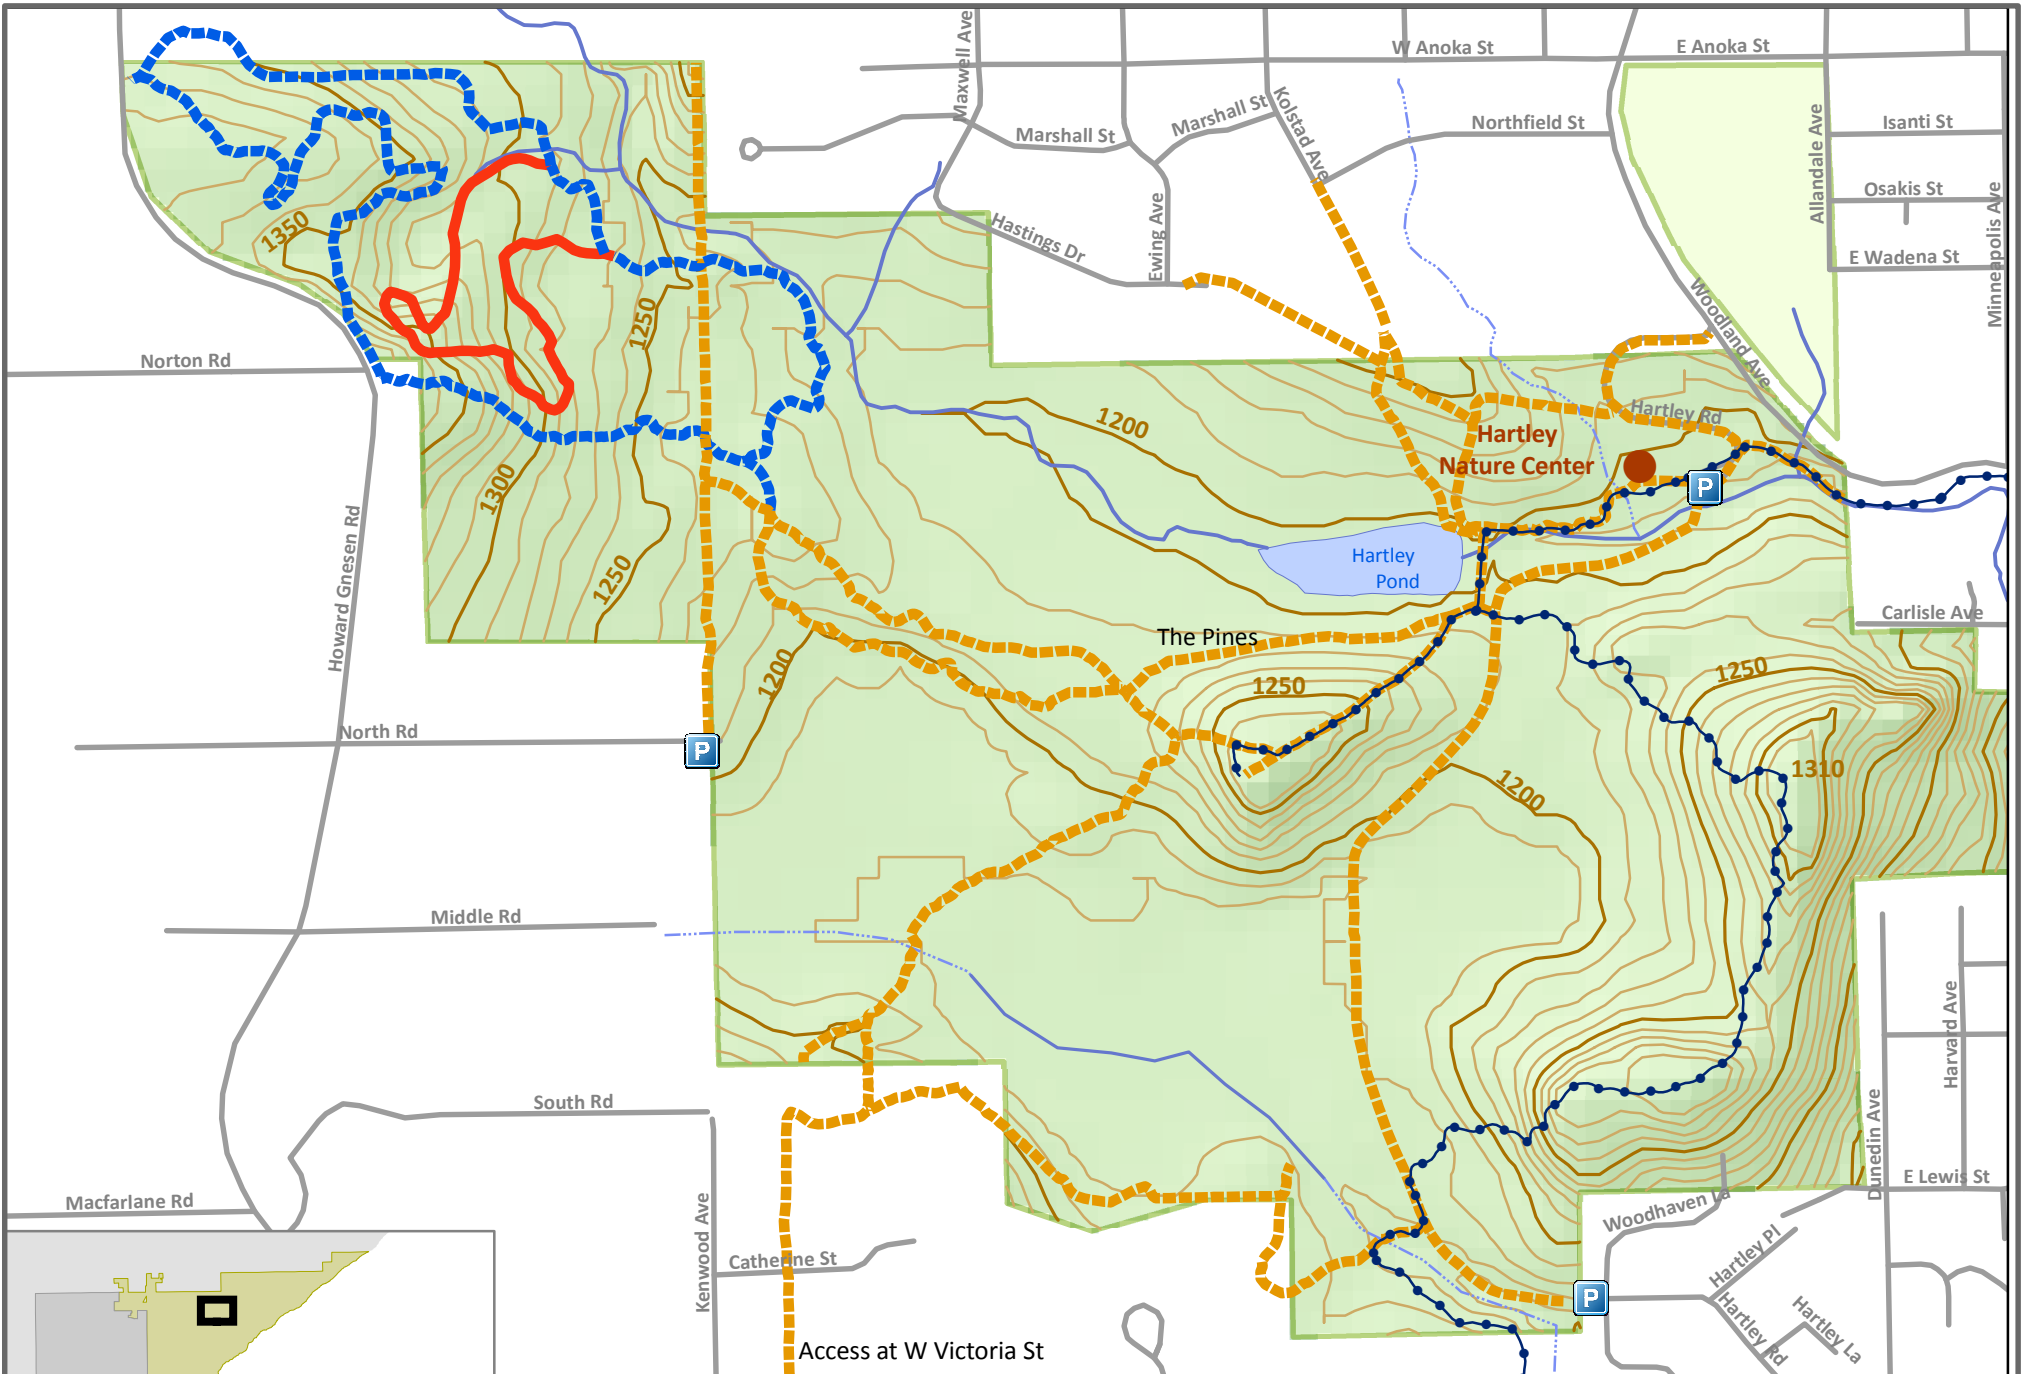 Maxwell Ave
W Anoka St
E Anoka St
Kolstad Ave
Marshall St
Marshall St
Northfield St
Allandale Ave
Isanti St
Osakis St
Minneapolis Ave
Ewing Ave
Hastings Dr
E Wadena St
1350
Woodland Ave
1250
Norton Rd
1200
Hartley Rd
Hartley
Nature Center
P
1300
Howard Gnesen Rd
Hartley
Pond
1250
Carlisle Ave
The Pines
1200
1250
1250
North Rd
P
1200
1310
Middle Rd
Harvard Ave
South Rd
Dunedin Ave
E Lewis St
Macfarlane Rd
Kenwood Ave
Woodhaven La
Catherine St
Hartley Pl
P
Hartley Rd
Hartley La
Access at W Victoria St